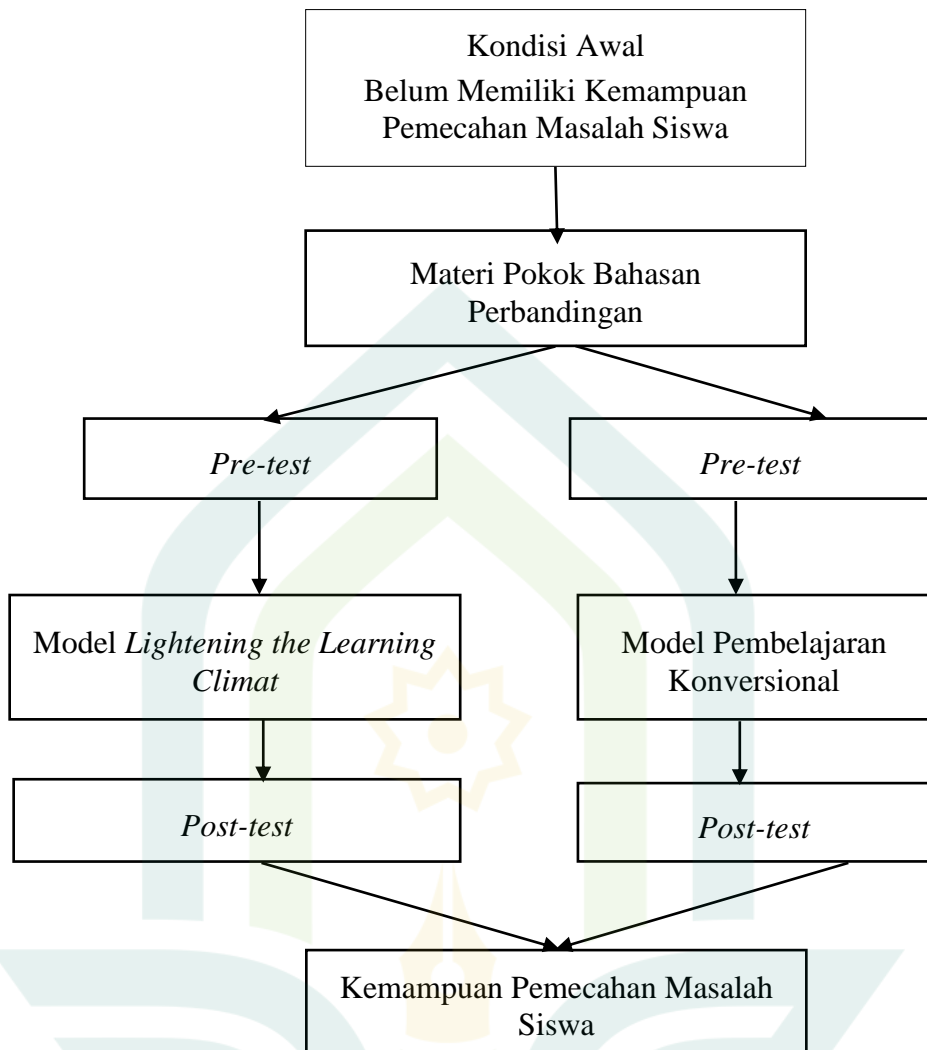 Kondisi Awal
Belum Memiliki Kemampuan
Pemecahan Masalah Siswa
Materi Pokok Bahasan
Perbandingan
Pre-test
Pre-test
Model Lightening the Learning
Climat
Model Pembelajaran
Konversional
Post-test
Post-test
Kemampuan Pemecahan Masalah
Siswa